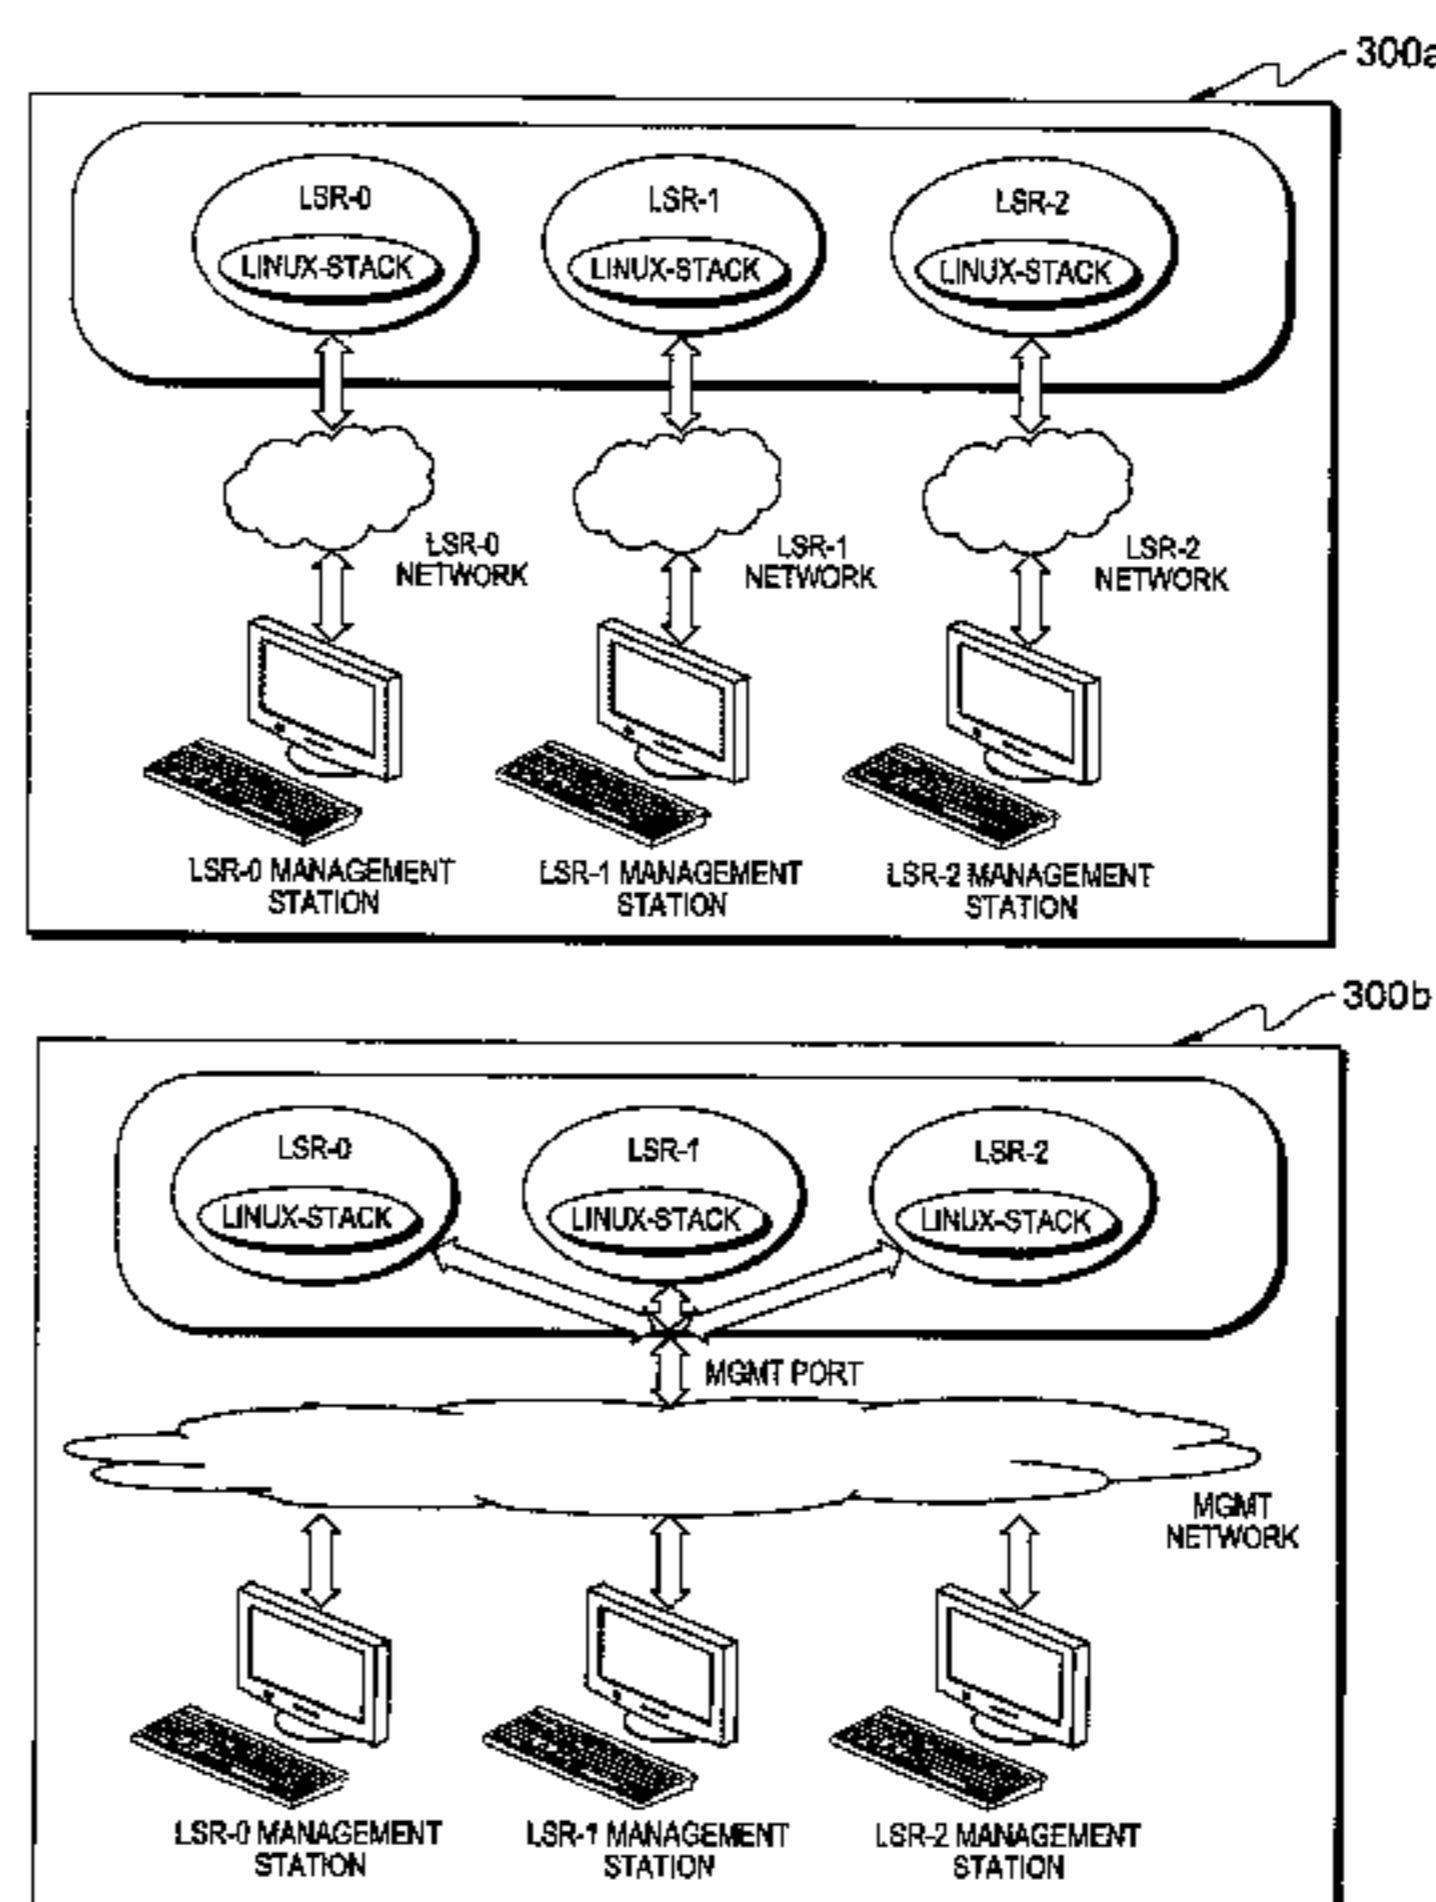 300a
LSR-0 LSR-1 LSR-2
LINUX-STACK LINUX-STACK LINUX-STACK
LSR-0 LSR-1 LSR-2
NETWORK NETWORK NETWORK
LSR-0 MANAGEMENT LSR-1 MANAGEMENT LSR-2 MANAGEMENT
STATION STATION STATION
300b
LSR-0 LSR-1 LSR-2
LINUX-STACK LINUX-STACK LINUX-STACK
MGMT PORT
MGMT
NETWORK
LSR-0 MANAGEMENT LSR-1 MANAGEMENT LSR-2 MANAGEMENT
STATION STATION STATION